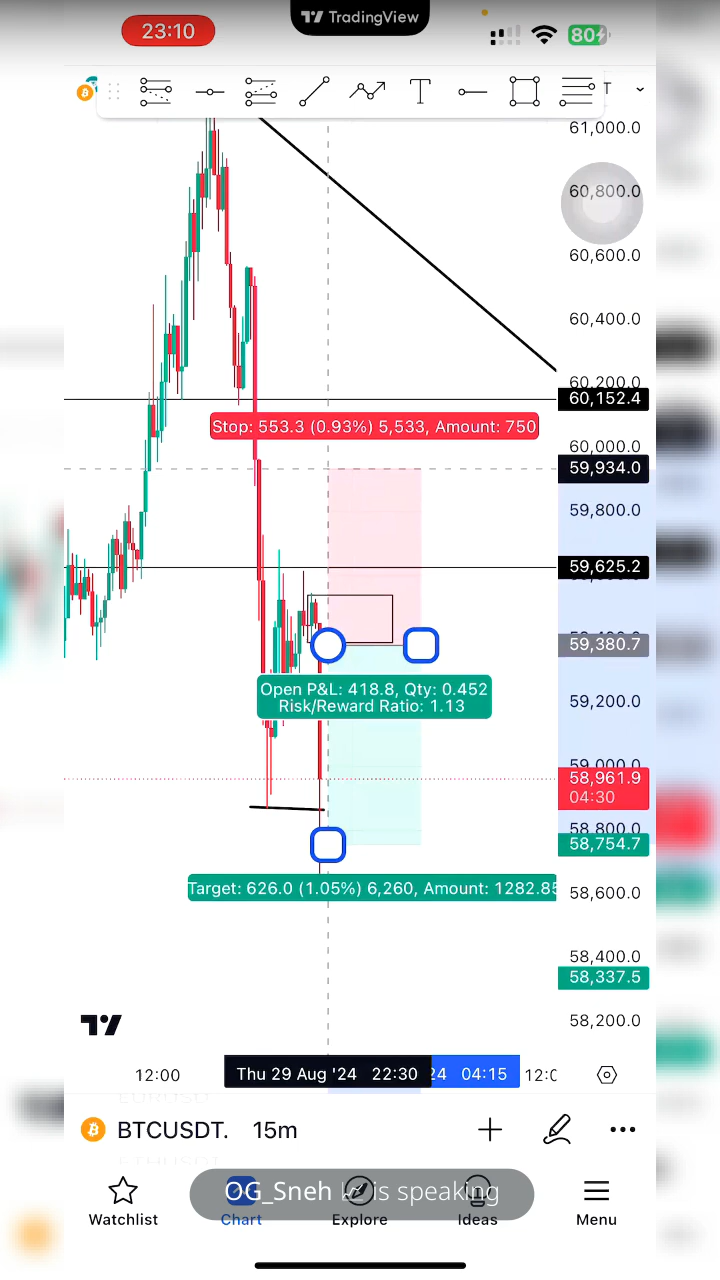 23:10
TradingView
80
T
61,000.0
60,800.0
60,600.0
60,400.0
60,200.0
60,152.4
Stop: 553.3 (0.93%) 5,533, Amount: 750
60,000.0
59,934.0
59,800.0
59,625.2
59,380.7
Open P&L: 418.8, Qty: 0.452
Risk/Reward Ratio: 1.13
59,200.0
59,000.0
58,961.9
04:30
58,800.0
58,754.7
Target: 626.0 (1.05%) 6,260, Amount: 1282.85
58,600.0
58,400.0
58,337.5
58,200.0
12:00 Thu 29 Aug '24 22:30 24 04:15 12:0
BTCUSDT. 15m
OG_Sneh is speaking
Watchlist Chart Explore Ideas Menu